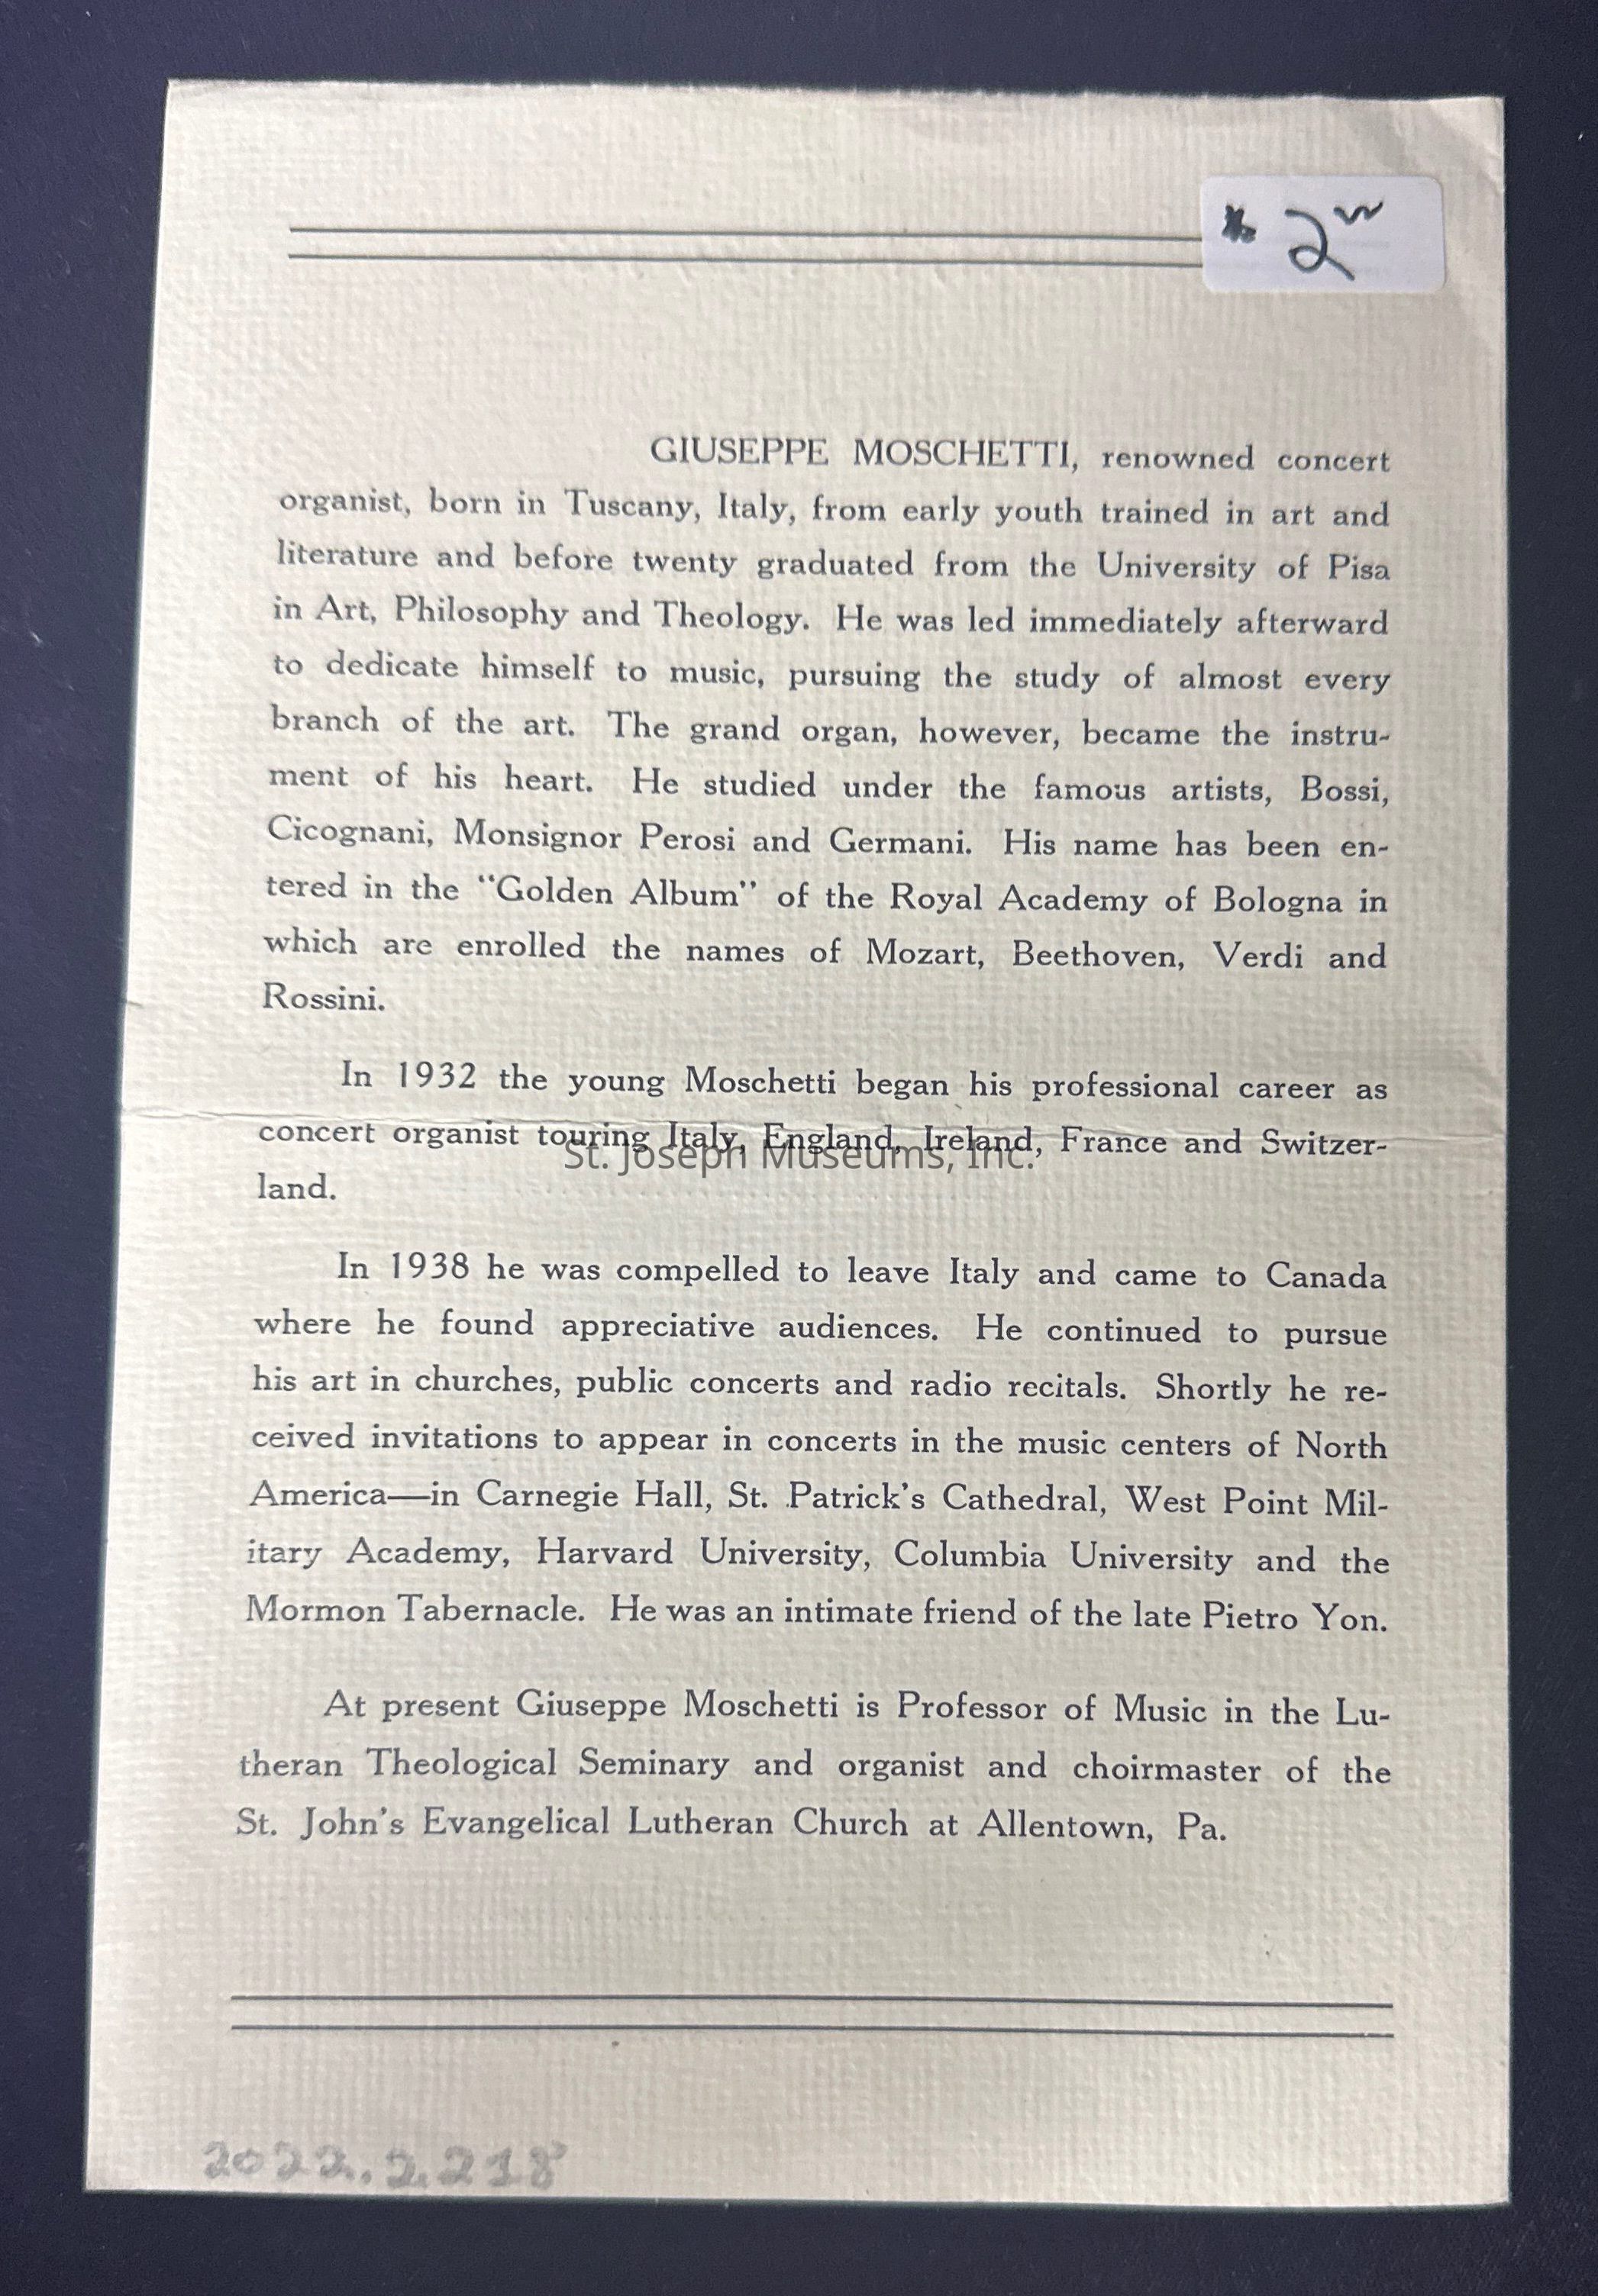 $ 2 00
GIUSEPPE MOSCHETTI, renowned concert
organist, born in Tuscany, Italy, from early youth trained in art and
literature and before twenty graduated from the University of Pisa
in Art, Philosophy and Theology. He was led immediately afterward
to dedicate himself to music, pursuing the study of almost every
branch of the art. The grand organ, however, became the instru-
ment of his heart. He studied under the famous artists, Bossi,
Cicognani, Monsignor Perosi and Germani. His name has been en-
tered in the "Golden Album" of the Royal Academy of Bologna in
which are enrolled the names of Mozart, Beethoven, Verdi and
Rossini.
In 1932 the young Moschetti began his professional career as
concert organist touring Italy, England, Ireland, France and Switzer-
St. Joseph Museums, Inc.
land.
In 1938 he was compelled to leave Italy and came to Canada
where he found appreciative audiences. He continued to pursue
his art in churches, public concerts and radio recitals. Shortly he re-
ceived invitations to appear in concerts in the music centers of North
America—in Carnegie Hall, St. Patrick's Cathedral, West Point Mil-
itary Academy, Harvard University, Columbia University and the
Mormon Tabernacle. He was an intimate friend of the late Pietro Yon.
At present Giuseppe Moschetti is Professor of Music in the Lu-
theran Theological Seminary and organist and choirmaster of the
St. John's Evangelical Lutheran Church at Allentown, Pa.
2022.2.218